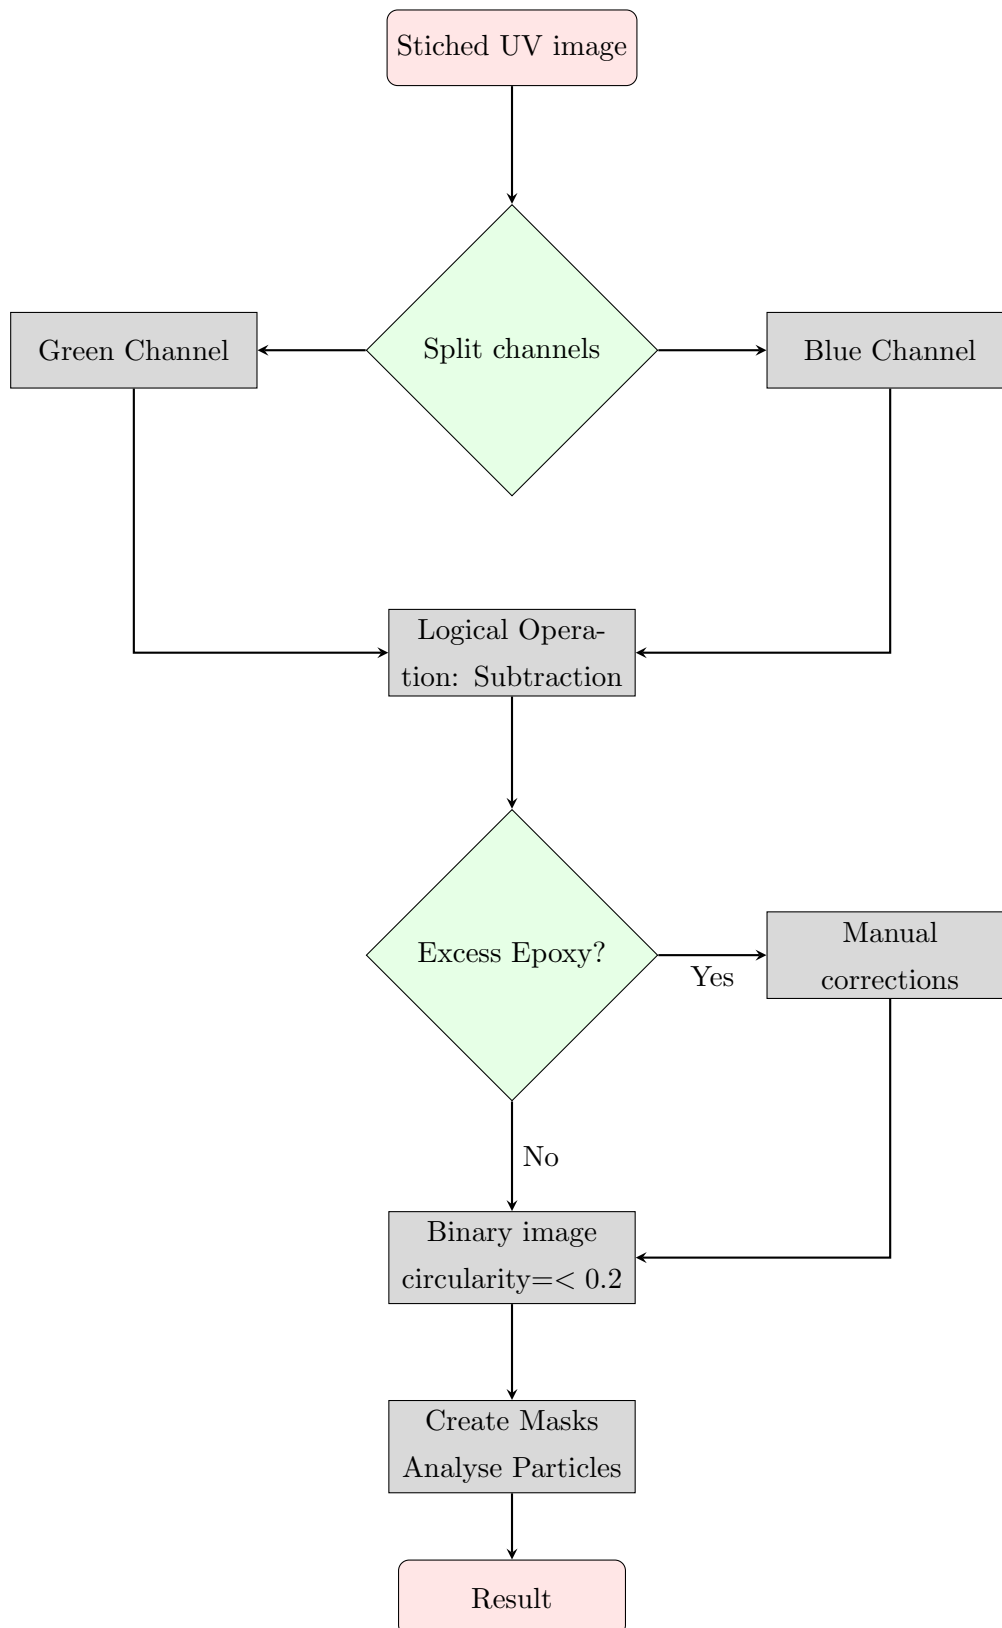 Stiched UV image
Green Channel
Split channels
Blue Channel
Logical Opera-
tion: Subtraction
Excess Epoxy?
Yes
Manual
corrections
No
Binary image
circularity=< 0.2
Create Masks
Analyse Particles
Result